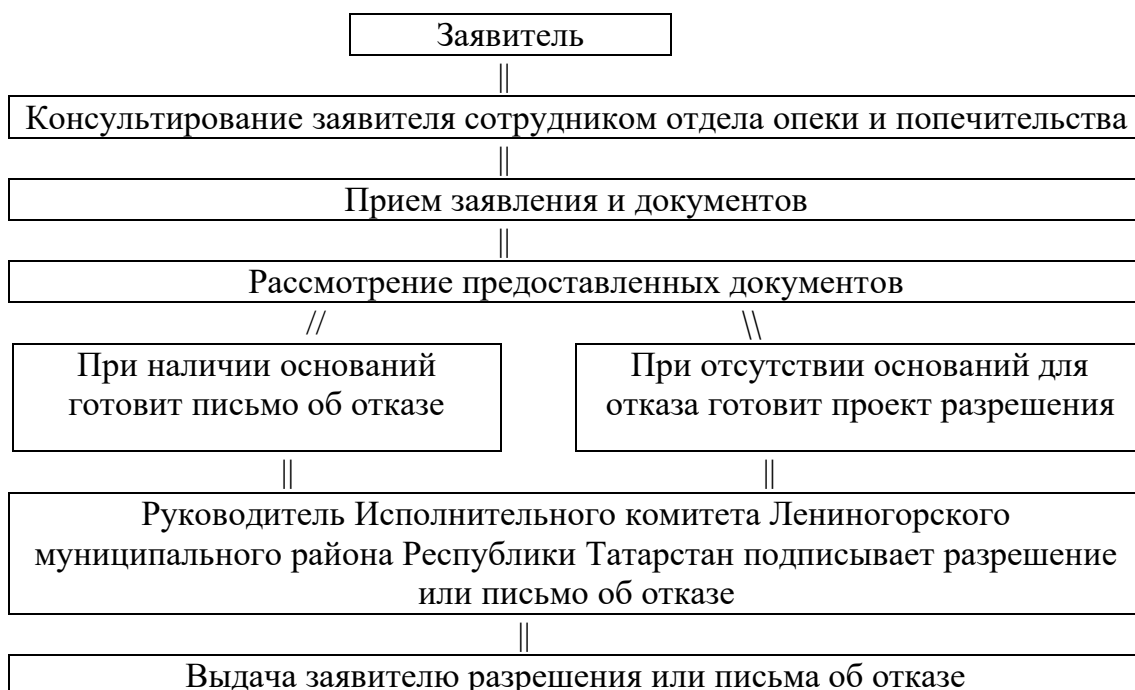 Заявитель
||
Консультирование заявителя сотрудником отдела опеки и попечительства
||
Прием заявления и документов
||
Рассмотрение предоставленных документов
// \\
При наличии оснований
готовит письмо об отказе
При отсутствии оснований для
отказа готовит проект разрешения
|| ||
Руководитель Исполнительного комитета Лениногорского
муниципального района Республики Татарстан подписывает разрешение
или письмо об отказе
||
Выдача заявителю разрешения или письма об отказе